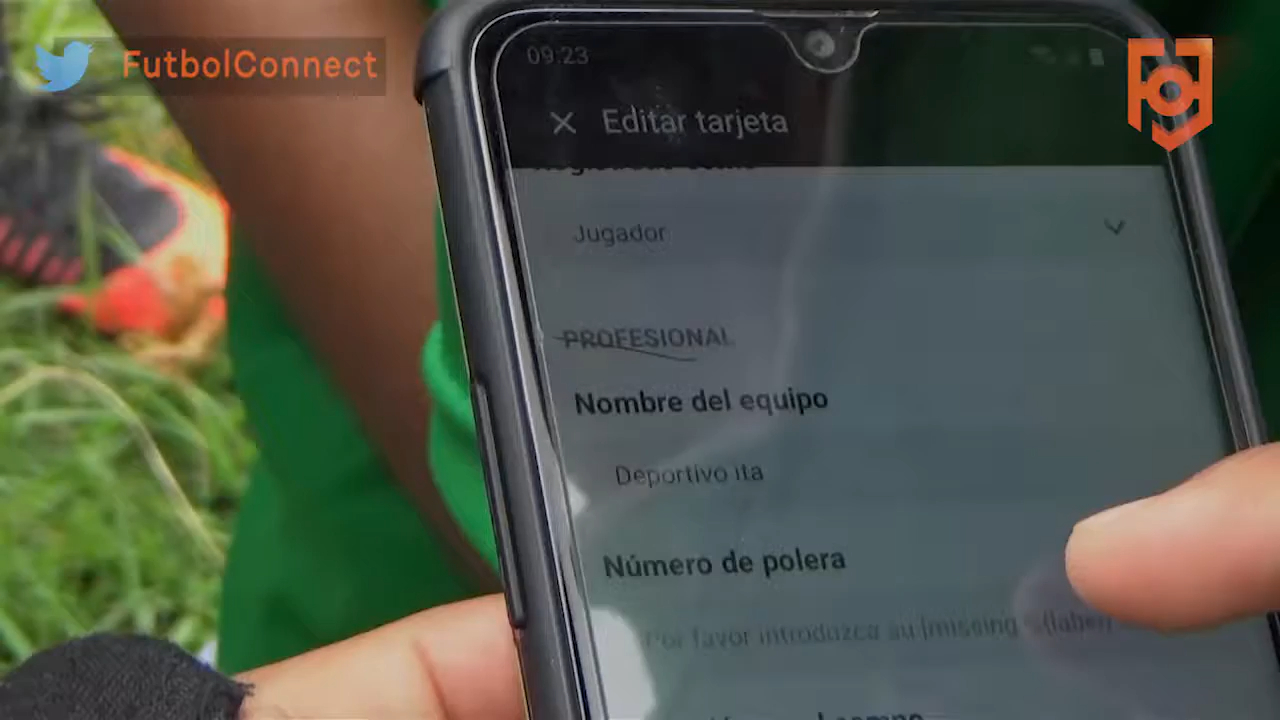 FutbolConnect
09:23
Editar tarjeta
Jugador
PROFESIONAL
Nombre del equipo
Deportivo ita
Número de polera
Por favor introduzca su [missing